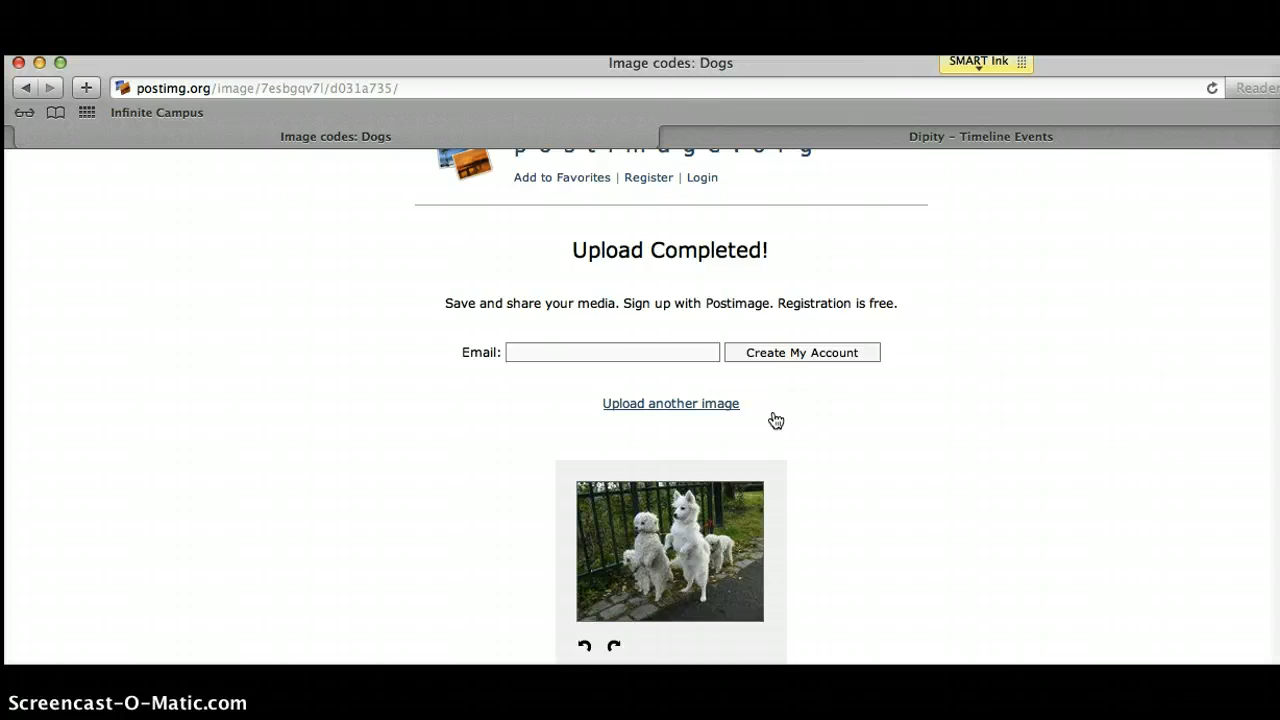 Image codes: Dogs
SMART Ink
postimg.org/image/7esbgqv7l/d031a735/
Reader
Infinite Campus
Image codes: Dogs
Dipity – Timeline Events
postimage.org
Add to Favorites | Register | Login
Upload Completed!
Save and share your media. Sign up with Postimage. Registration is free.
Email:
Create My Account
Upload another image
Screencast-O-Matic.com